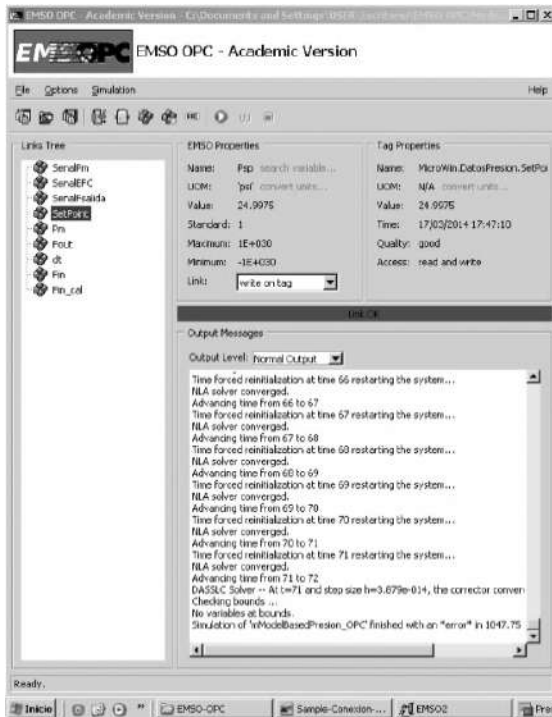 EMSO OPC - Academic Version - C:\Documents and Settings\USER
EMSO OPC
EMSO OPC - Academic Version
File Options Simulation Help
Links Tree
SenalPm
SenalEFC
SenalFsalida
SetPoint
Pm
Fout
dt
Fin
Fin_cal
EMSO Properties
Name: Psp search variable...
UOM: 'psi' convert units...
Value: 24.9975
Standard: 1
Maximum: 1E+030
Minimum: -1E+030
Link: write on tag
Tag Properties
Name: MicroWin.DatosPresion.SetPoi
UOM: N/A convert units...
Value: 24.9975
Time: 17/03/2014 17:47:10
Quality: good
Access: read and write
Link OK
Output Messages
Output Level: Normal Output
Time forced reinitialization at time 66 restarting the system...
NLA solver converged.
Advancing time from 66 to 67
Time forced reinitialization at time 67 restarting the system...
NLA solver converged.
Advancing time from 67 to 68
Time forced reinitialization at time 68 restarting the system...
NLA solver converged.
Advancing time from 68 to 69
Time forced reinitialization at time 69 restarting the system...
NLA solver converged.
Advancing time from 69 to 70
Time forced reinitialization at time 70 restarting the system...
NLA solver converged.
Advancing time from 70 to 71
Time forced reinitialization at time 71 restarting the system...
NLA solver converged.
Advancing time from 71 to 72
DASSLC Solver -- At t=71 and step size h=3.879e-014, the corrector conver
Checking bounds ...
No variables at bounds.
Simulation of 'mModelBasedPresion_OPC' finished with an *error* in 1047.75
Ready.
Inicio
EMSO-OPC
Sample-Conexion-...
EMSO2
Pre